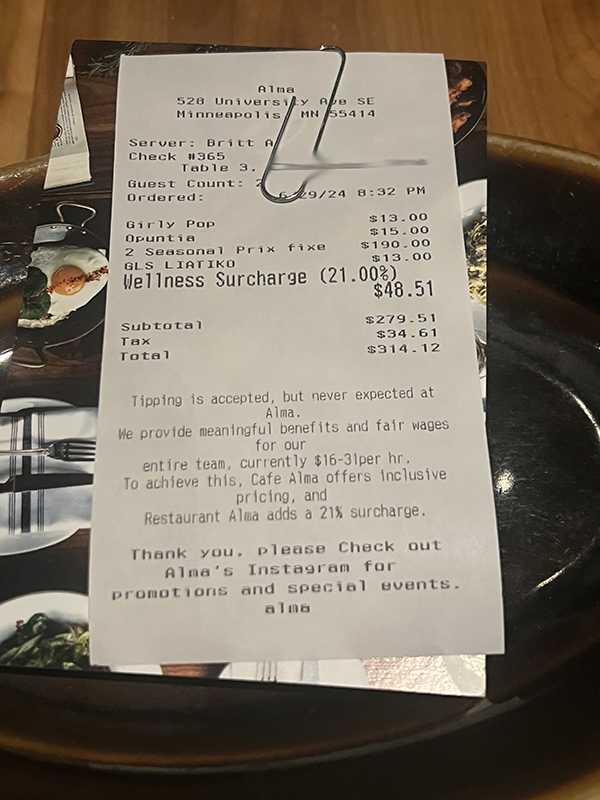 Alma
528 University Ave SE
Minneapolis, MN 55414
Server: Britt A
Check #365
Table 3,
Guest Count: 2
Ordered: 6/29/24 8:32 PM
Girly Pop $13.00
Opuntia $15.00
2 Seasonal Prix fixe $190.00
GLS LIATIKO $13.00
Wellness Surcharge (21.00%)
$48.51
Subtotal $279.51
Tax $34.61
Total $314.12
Tipping is accepted, but never expected at
Alma.
We provide meaningful benefits and fair wages
for our
entire team, currently $16-31per hr.
To achieve this, Cafe Alma offers inclusive
pricing, and
Restaurant Alma adds a 21% surcharge.
Thank you, please Check out
Alma's Instagram for
promotions and special events.
alma